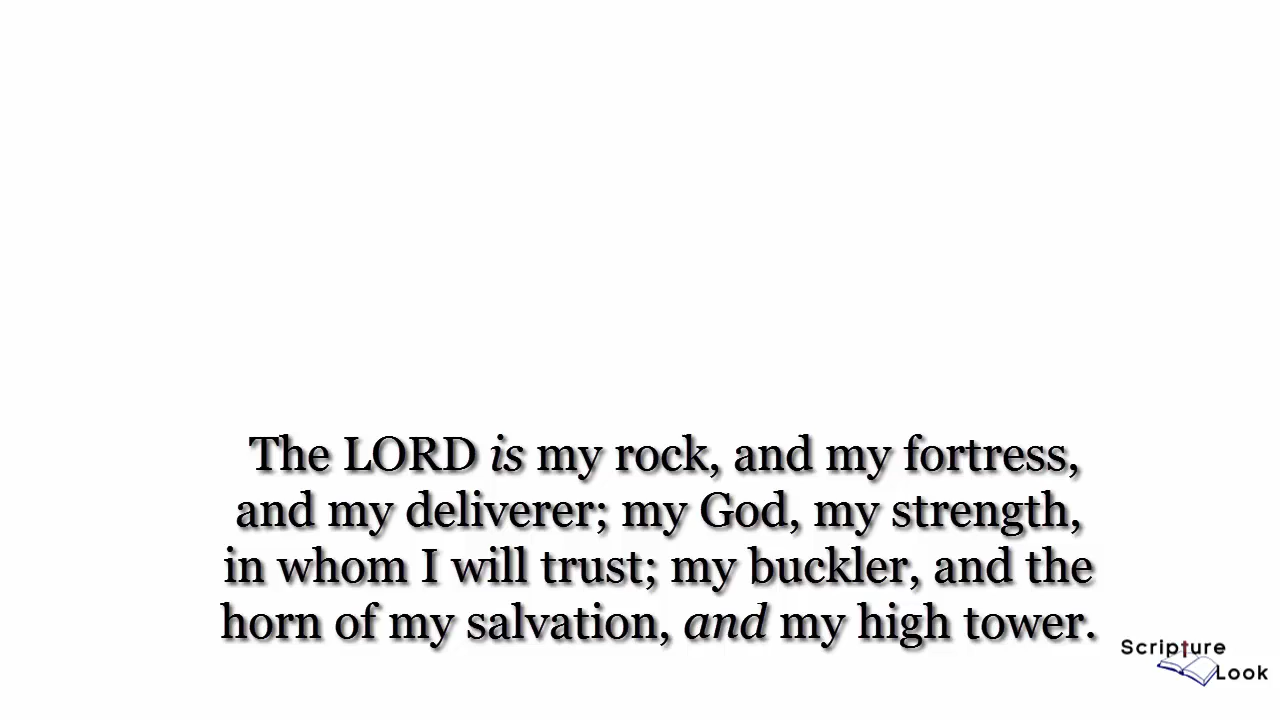 The LORD is my rock, and my fortress,
and my deliverer; my God, my strength,
in whom I will trust; my buckler, and the
horn of my salvation, and my high tower.
Scripture
Look